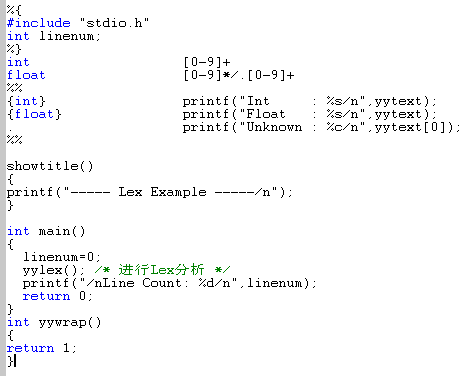 %{
#include "stdio.h"
int linenum;
%}
int [0-9]+
float [0-9]*/.[0-9]+
%%
{int} printf("Int : %s/n",yytext);
{float} printf("Float : %s/n",yytext);
. printf("Unknown : %c/n",yytext[0]);
%%
showtitle()
{
printf("----- Lex Example -----/n");
}
int main()
{
linenum=0;
yylex(); /* 进行Lex分析 */
printf("/nLine Count: %d/n",linenum);
return 0;
}
int yywrap()
{
return 1;
}